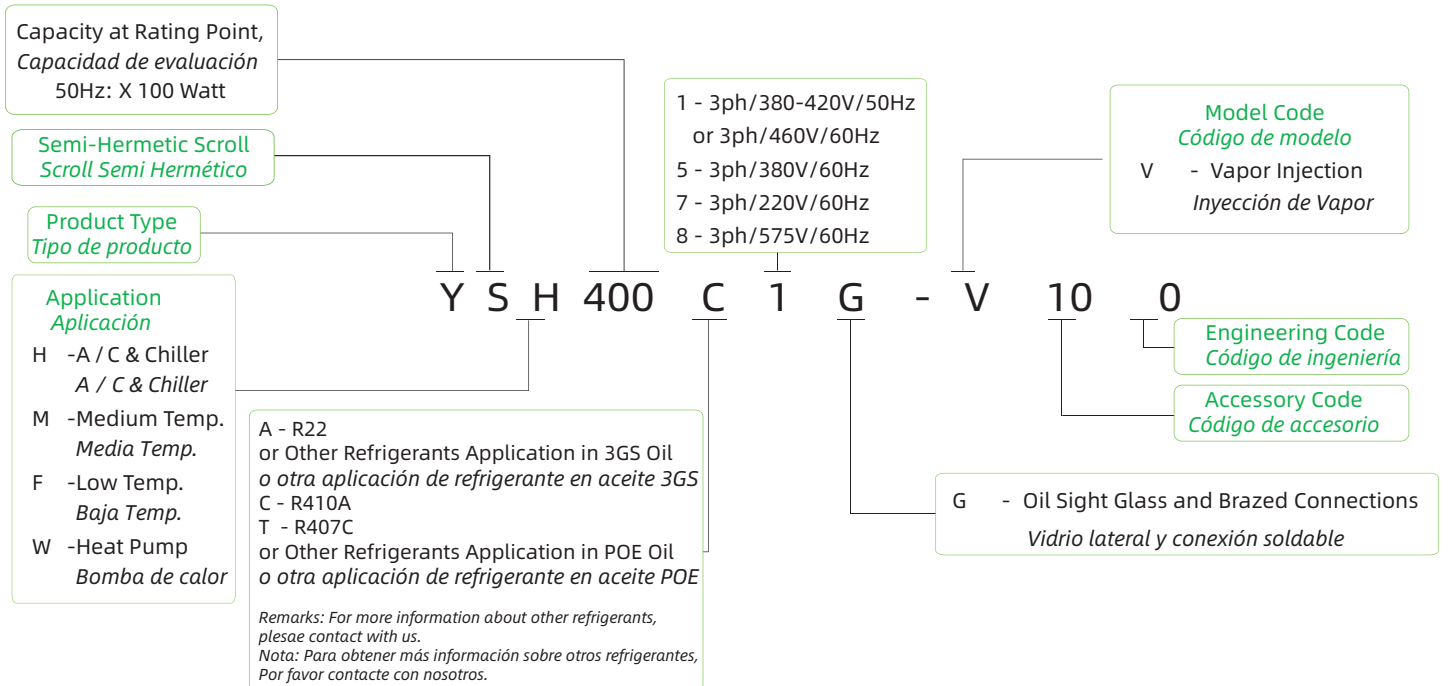 Capacity at Rating Point,
Capacidad de evaluación
50Hz: X 100 Watt
Semi-Hermetic Scroll
Scroll Semi Hermético
Product Type
Tipo de producto
Application
Aplicación
H -A / C & Chiller
A / C & Chiller
M -Medium Temp.
Media Temp.
F -Low Temp.
Baja Temp.
W -Heat Pump
Bomba de calor
1 - 3ph/380-420V/50Hz
or 3ph/460V/60Hz
5 - 3ph/380V/60Hz
7 - 3ph/220V/60Hz
8 - 3ph/575V/60Hz
Model Code
Código de modelo
V - Vapor Injection
Inyección de Vapor
Y S H 400 C 1 G - V 10 0
Engineering Code
Código de ingeniería
Accessory Code
Código de accesorio
A - R22
or Other Refrigerants Application in 3GS Oil
o otra aplicación de refrigerante en aceite 3GS
C - R410A
T - R407C
or Other Refrigerants Application in POE Oil
o otra aplicación de refrigerante en aceite POE
Remarks: For more information about other refrigerants,
plesae contact with us.
Nota: Para obtener más información sobre otros refrigerantes,
Por favor contacte con nosotros.
G - Oil Sight Glass and Brazed Connections
Vidrio lateral y conexión soldable